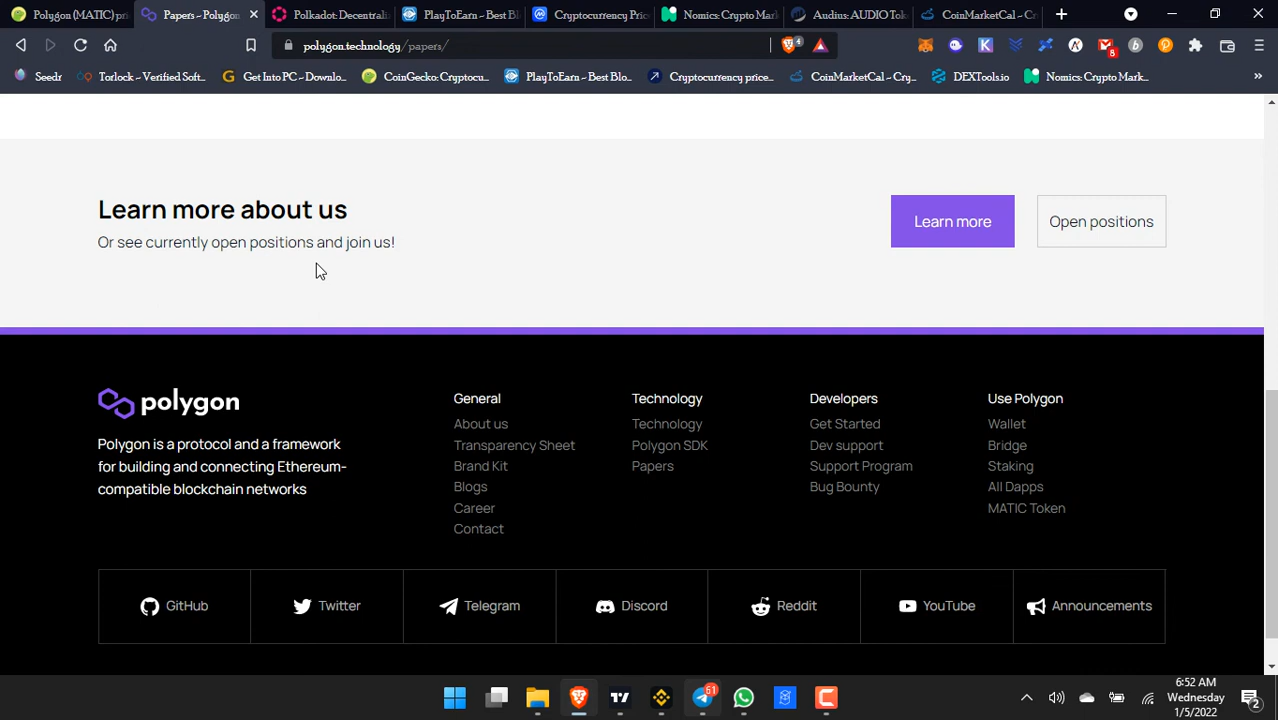 Polygon (MATIC) pri
Papers - Polygon
Polkadot: Decentrali
PlayToEarn - Best Bl
Cryptocurrency Pric
Nomics: Crypto Mark
Audius: AUDIO Tok
CoinMarketCal - Cr
polygon.technology/papers/
4
8
Seedr
Torlock - Verified Soft...
Get Into PC - Downlo...
CoinGecko: Cryptocu...
PlayToEarn - Best Blo...
Cryptocurrency price...
CoinMarketCal - Cry...
DEXTools.io
Nomics: Crypto Mark...
»
Learn more about us
Or see currently open positions and join us!
Learn more
Open positions
polygon
Polygon is a protocol and a framework
for building and connecting Ethereum-
compatible blockchain networks
General
About us
Transparency Sheet
Brand Kit
Blogs
Career
Contact
Technology
Technology
Polygon SDK
Papers
Developers
Get Started
Dev support
Support Program
Bug Bounty
Use Polygon
Wallet
Bridge
Staking
All Dapps
MATIC Token
GitHub
Twitter
Telegram
Discord
Reddit
YouTube
Announcements
51
6:52 AM
Wednesday
1/5/2022
2